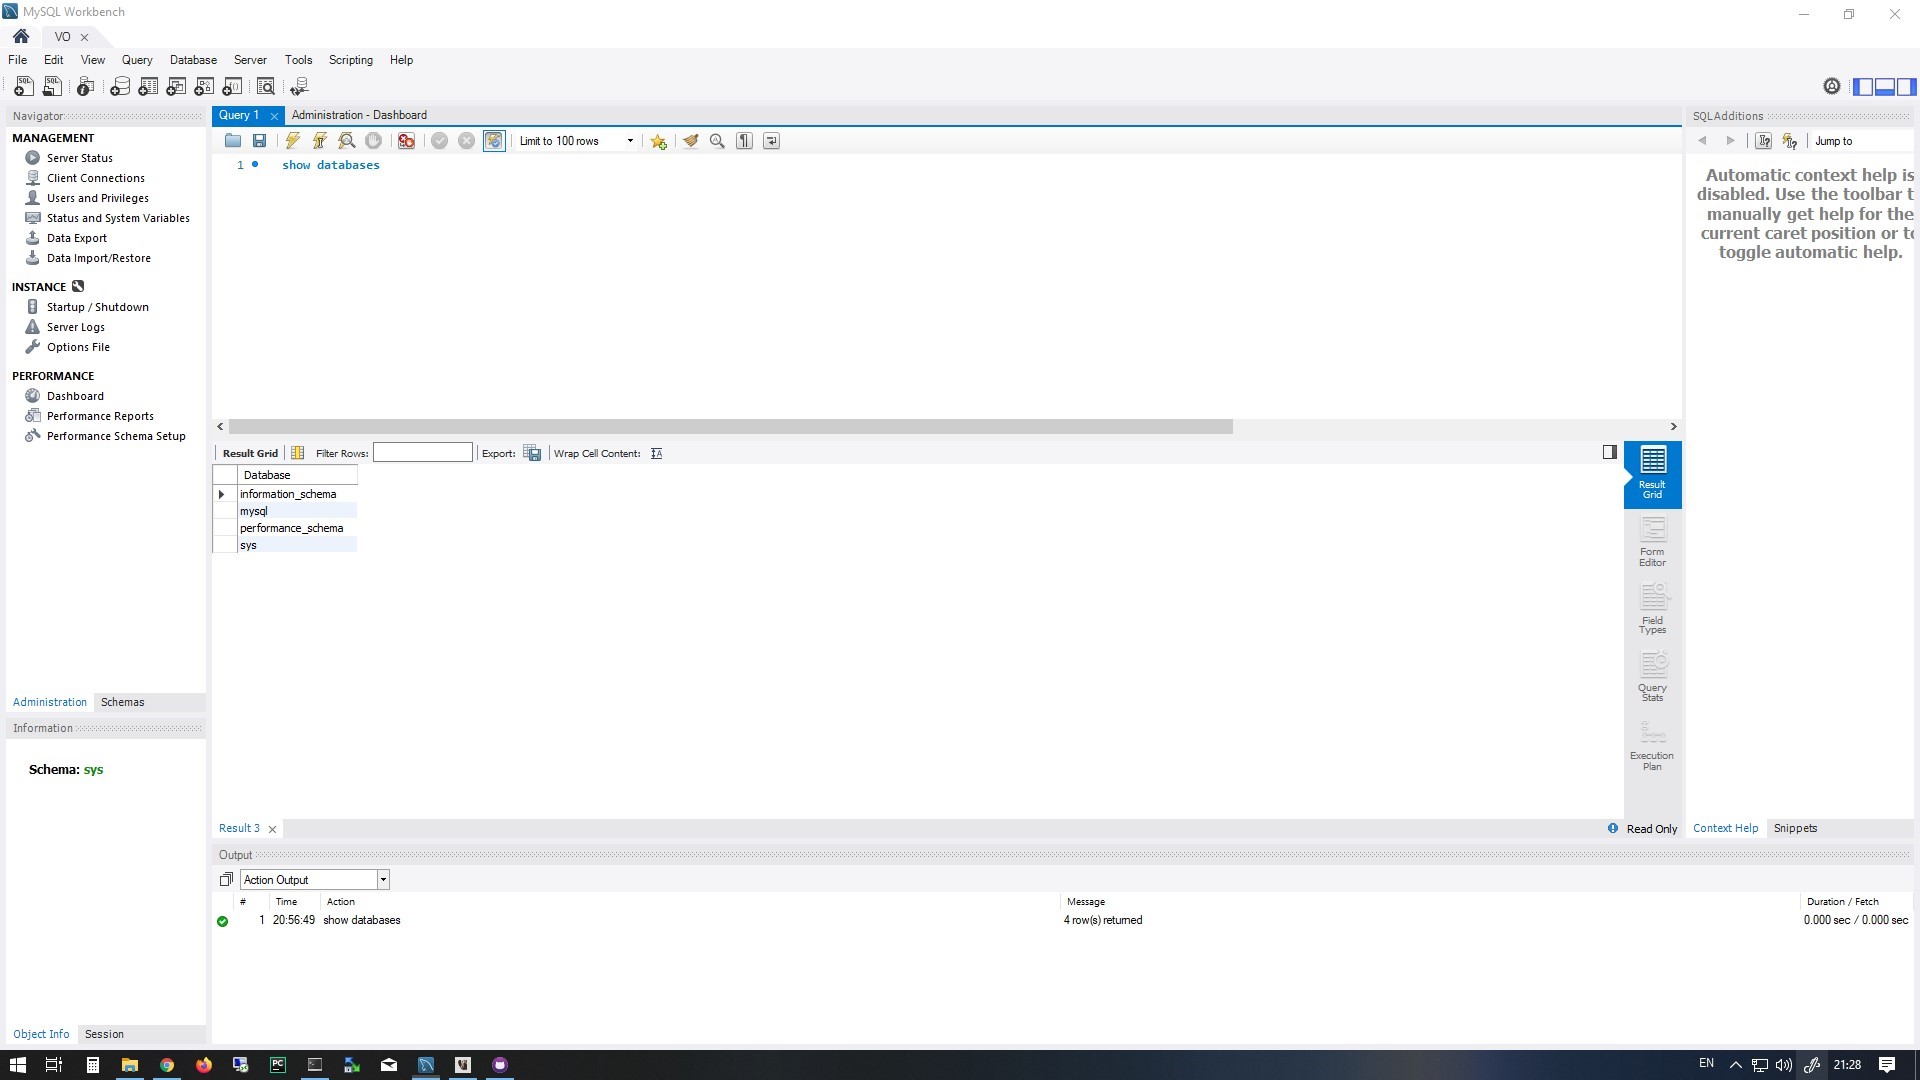 MySQL Workbench
VO
File Edit View Query Database Server Tools Scripting Help
Navigator
MANAGEMENT
Server Status
Client Connections
Users and Privileges
Status and System Variables
Data Export
Data Import/Restore
INSTANCE
Startup / Shutdown
Server Logs
Options File
PERFORMANCE
Dashboard
Performance Reports
Performance Schema Setup
Administration Schemas
Information
Schema: sys
Object Info Session
Query 1 Administration - Dashboard
Limit to 100 rows
1 show databases
Result Grid Filter Rows: Export: Wrap Cell Content:
Database
information_schema
mysql
performance_schema
sys
Result
Grid
Form
Editor
Field
Types
Query
Stats
Execution
Plan
Result 3 Read Only
SQLAdditions
Jump to
Automatic context help is
disabled. Use the toolbar t
manually get help for the
current caret position or to
toggle automatic help.
Context Help Snippets
Output
Action Output
# Time Action Message Duration / Fetch
1 20:56:49 show databases 4 row(s) returned 0.000 sec / 0.000 sec
EN 21:28